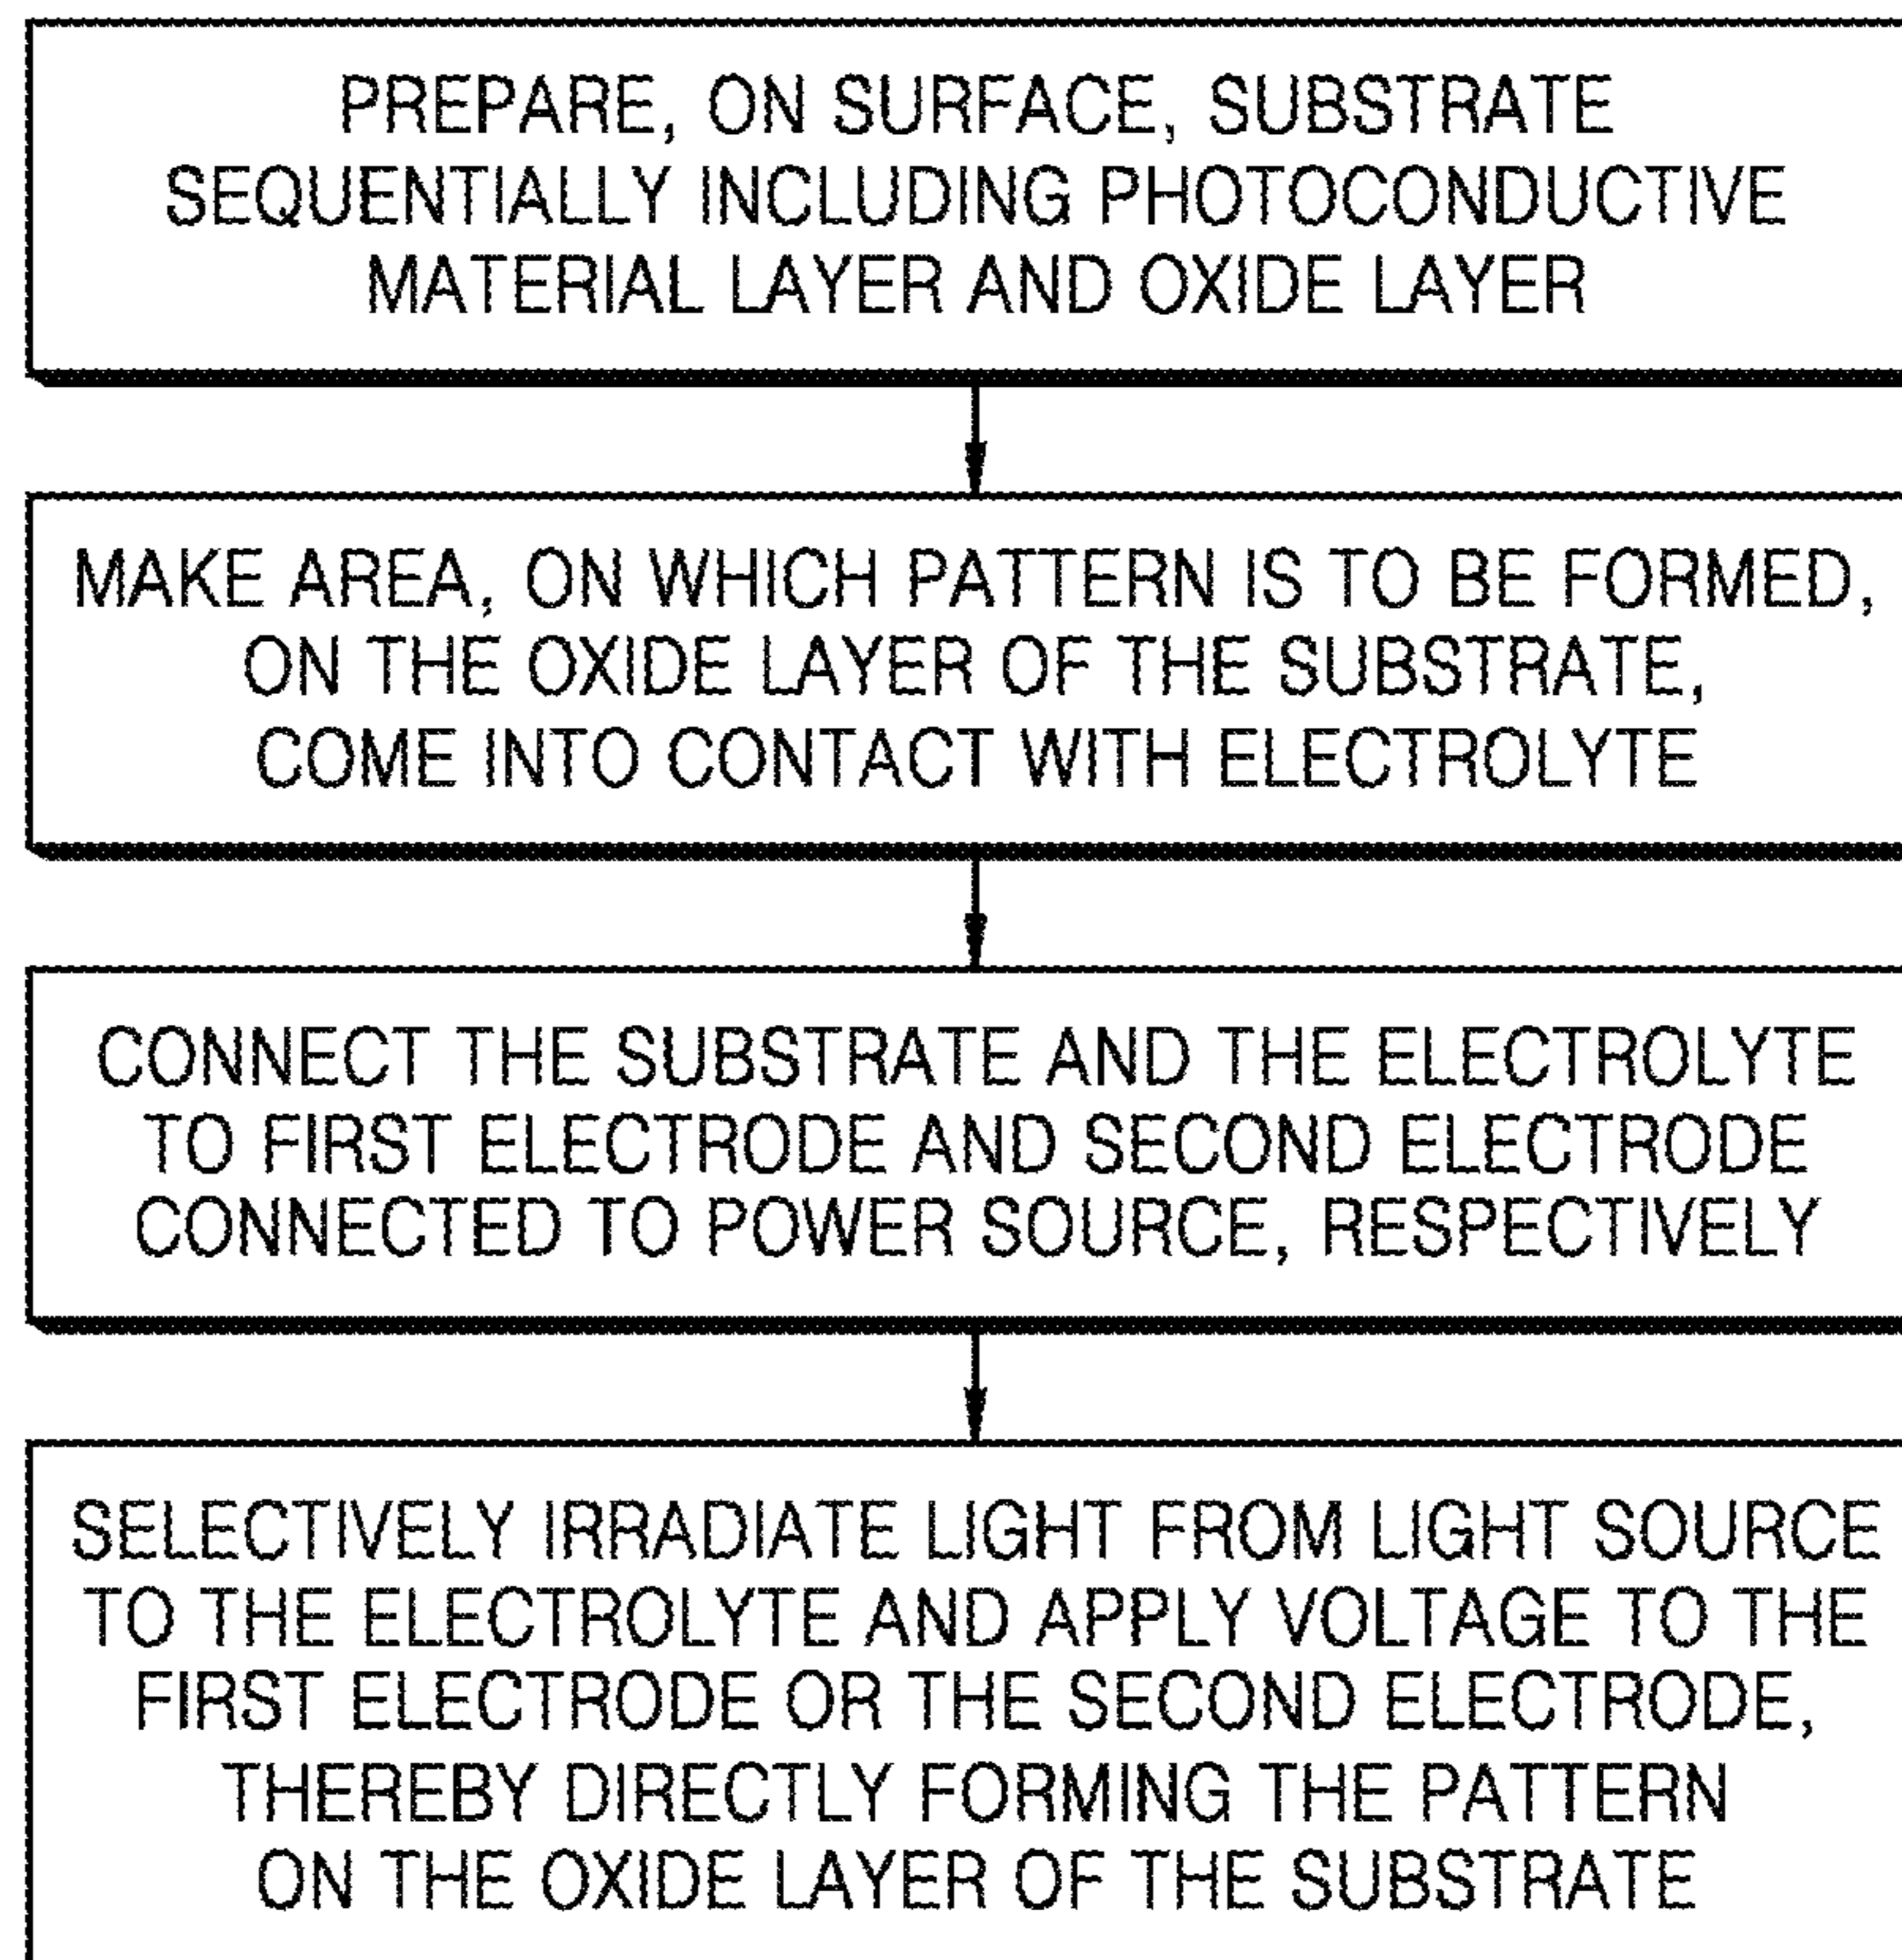 PREPARE, ON SURFACE, SUBSTRATE
SEQUENTIALLY INCLUDING PHOTOCONDUCTIVE
MATERIAL LAYER AND OXIDE LAYER
MAKE AREA, ON WHICH PATTERN IS TO BE FORMED,
ON THE OXIDE LAYER OF THE SUBSTRATE,
COME INTO CONTACT WITH ELECTROLYTE
CONNECT THE SUBSTRATE AND THE ELECTROLYTE
TO FIRST ELECTRODE AND SECOND ELECTRODE
CONNECTED TO POWER SOURCE, RESPECTIVELY
SELECTIVELY IRRADIATE LIGHT FROM LIGHT SOURCE
TO THE ELECTROLYTE AND APPLY VOLTAGE TO THE
FIRST ELECTRODE OR THE SECOND ELECTRODE,
THEREBY DIRECTLY FORMING THE PATTERN
ON THE OXIDE LAYER OF THE SUBSTRATE